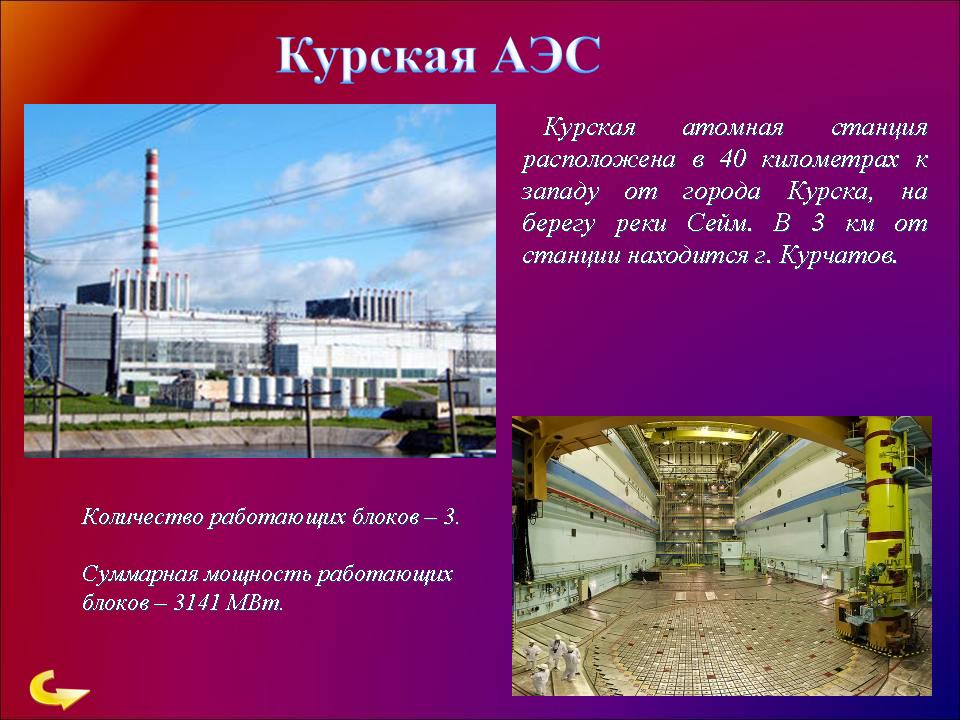 Курская АЭС
Курская атомная станция
расположена в 40 километрах к
западу от города Курска, на
берегу реки Сейм. В 3 км от
станции находится г. Курчатов.
Количество работающих блоков – 3.
Суммарная мощность работающих
блоков – 3141 МВт.